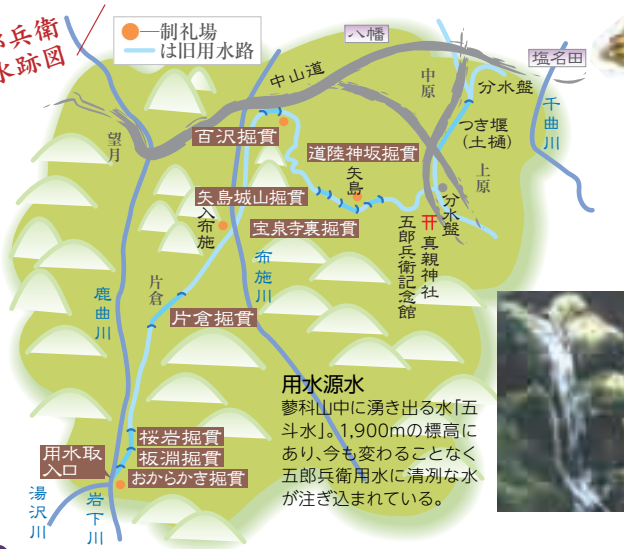 郎兵衛
水跡図
制礼場
は旧用水路
八幡
塩名田
中山道
中原
分水盤
千曲川
つき堰
(土樋)
望月
百沢掘貫
道陸神坂掘貫
上原
矢島
矢島城山掘貫
入布施
宝泉寺裏掘貫
分水盤
真親神社
五郎兵衛記念館
布施川
片倉
鹿曲川
片倉掘貫
用水源水
蓼科山中に湧き出る水「五
斗水」。1,900mの標高に
あり、今も変わることなく
五郎兵衛用水に清冽な水
が注ぎ込まれている。
桜岩掘貫
板淵掘貫
おからかぎ掘貫
用水取
入口
湯沢川
岩下川